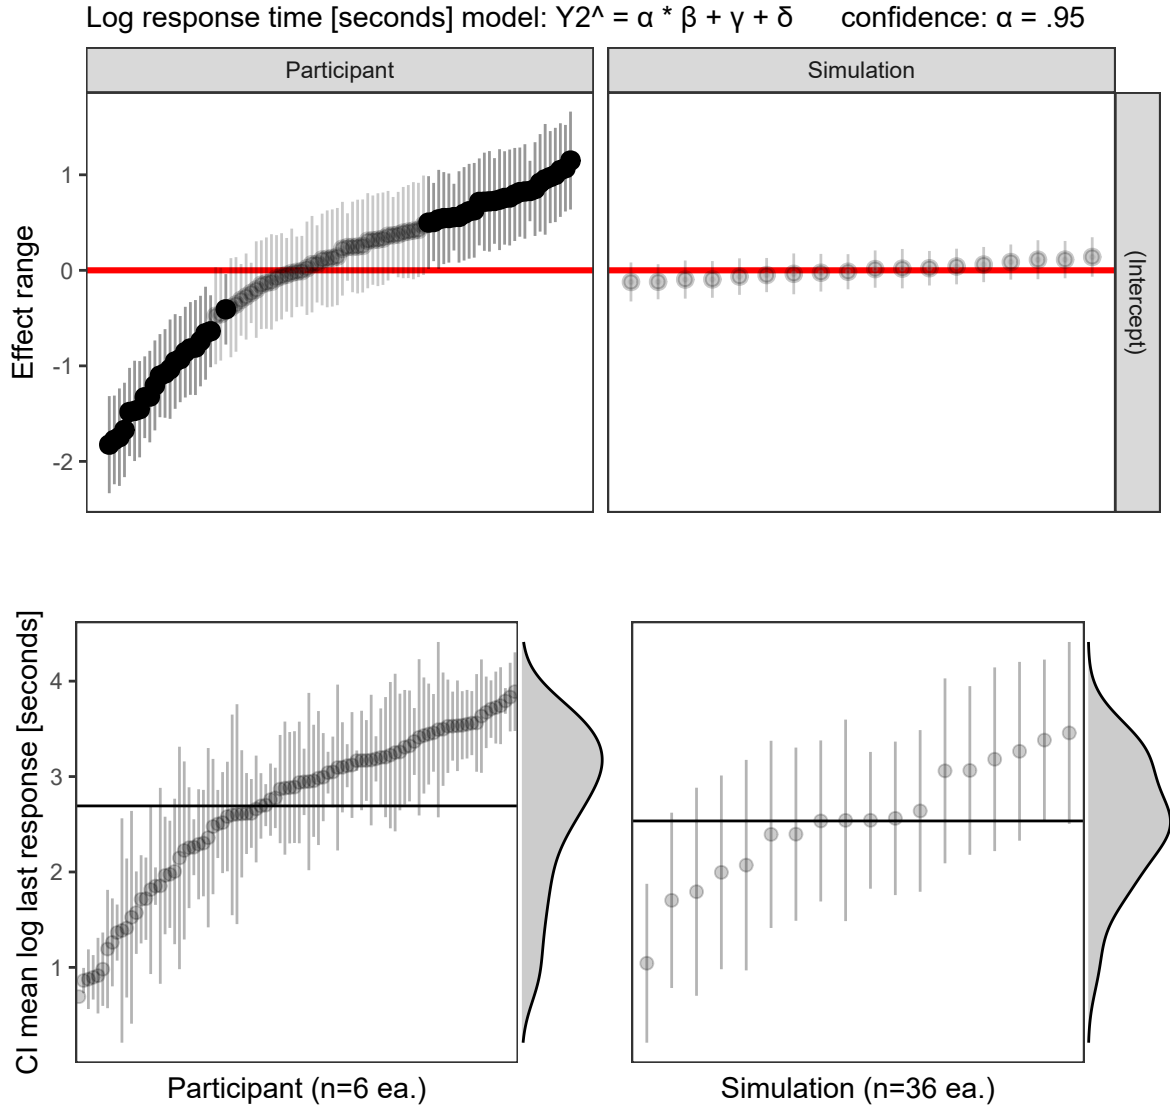 Log response time [seconds] model: Y2^ = α * β + γ + δ      confidence: α = .95
Participant
Simulation
Effect range
1
0
-1
-2
(Intercept)
CI mean log last response [seconds]
4
3
2
1
Participant (n=6 ea.)
Simulation (n=36 ea.)